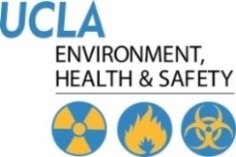 UCLA
ENVIRONMENT,
HEALTH & SAFETY